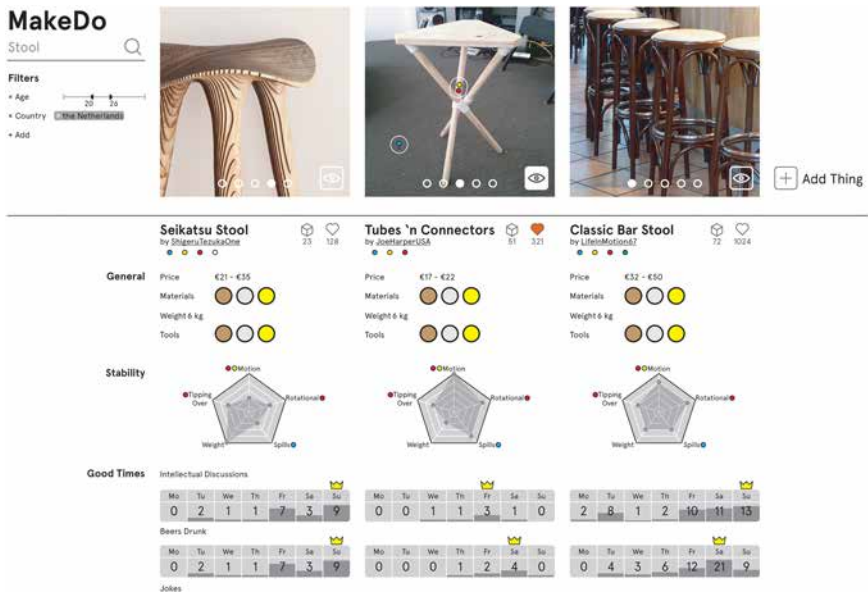 MakeDo
Stool
Filters
× Age
20 26
× Country the Netherlands
+ Add
Add Thing
Seikatsu Stool
by ShigeruTezukaOne
23 128
Tubes 'n Connectors
by JoeHarperUSA
51 321
Classic Bar Stool
by LifeInMotion67
72 1024
General
Price €21 - €35
Materials
Weight 6 kg
Tools
Price €17 - €22
Materials
Weight 6 kg
Tools
Price €32 - €50
Materials
Weight 6 kg
Tools
Stability
Motion
Tipping Over
Rotational
Weight
Spills
Motion
Tipping Over
Rotational
Weight
Spills
Motion
Tipping Over
Rotational
Weight
Spills
Good Times
Intellectual Discussions
Mo Tu We Th Fr Sa Su
0 2 1 1 7 3 9
Mo Tu We Th Fr Sa Su
0 0 1 1 3 1 0
Mo Tu We Th Fr Sa Su
2 8 1 2 10 11 13
Beers Drunk
Mo Tu We Th Fr Sa Su
0 2 1 1 7 3 9
Mo Tu We Th Fr Sa Su
0 0 0 1 2 4 0
Mo Tu We Th Fr Sa Su
0 4 3 6 12 21 9
Jokes